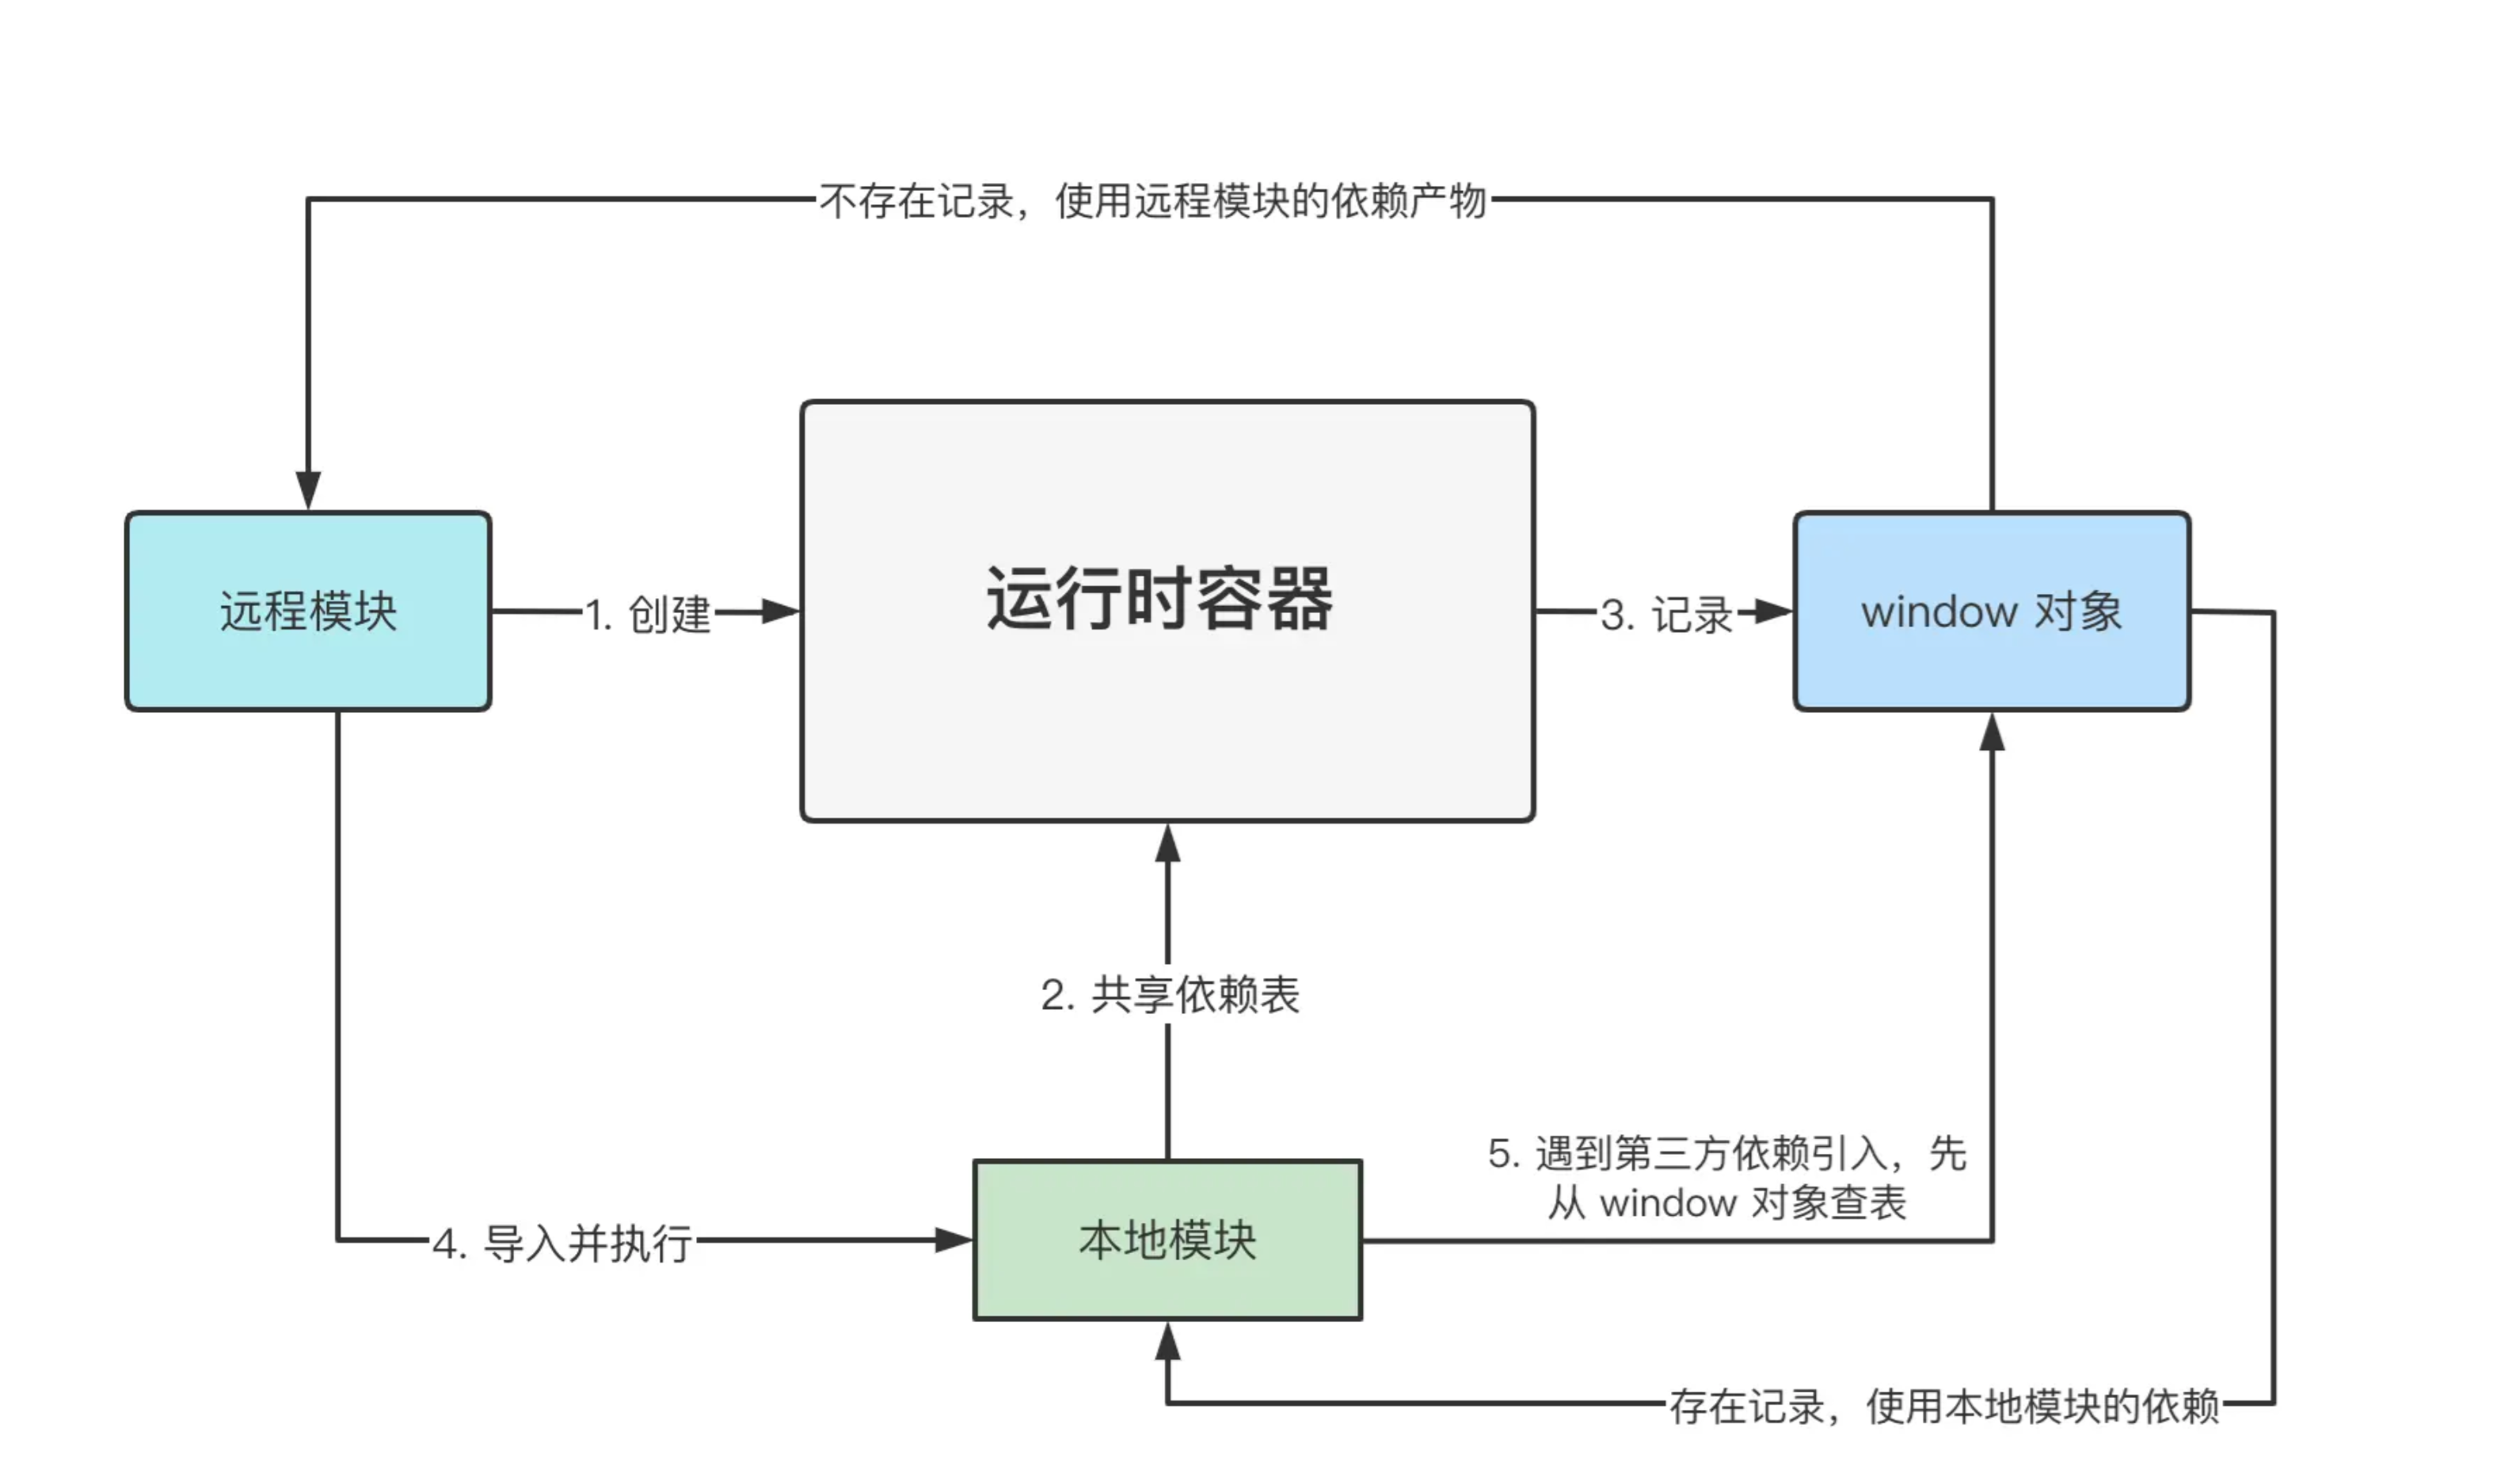 不存在记录，使用远程模块的依赖产物
运行时容器
远程模块
1. 创建
3. 记录
window 对象
2. 共享依赖表
5. 遇到第三方依赖引入，先
从 window 对象查表
4. 导入并执行
本地模块
存在记录，使用本地模块的依赖